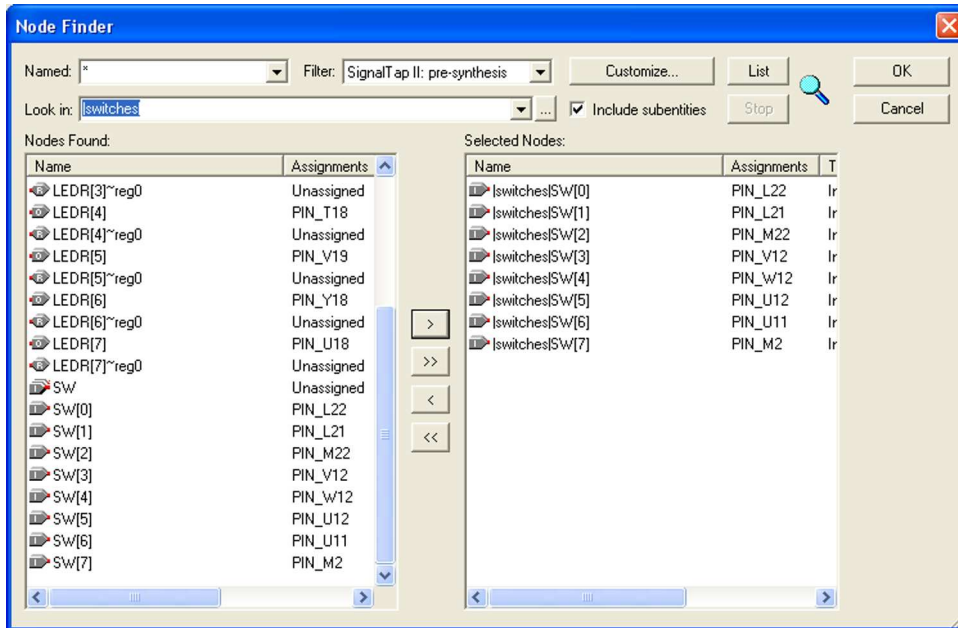 Node Finder
Named: * Filter: SignalTap II: pre-synthesis Customize... List OK
Look in: |switches ... Include subentities Stop Cancel
Nodes Found: Selected Nodes:
Name Assignments Name Assignments T
LEDR[3]~reg0 Unassigned |switches|SW[0] PIN_L22 Ir
LEDR[4] PIN_T18 |switches|SW[1] PIN_L21 Ir
LEDR[4]~reg0 Unassigned |switches|SW[2] PIN_M22 Ir
LEDR[5] PIN_V19 |switches|SW[3] PIN_V12 Ir
LEDR[5]~reg0 Unassigned |switches|SW[4] PIN_W12 Ir
LEDR[6] PIN_Y18 |switches|SW[5] PIN_U12 Ir
LEDR[6]~reg0 Unassigned |switches|SW[6] PIN_U11 Ir
LEDR[7] PIN_U18 |switches|SW[7] PIN_M2 Ir
LEDR[7]~reg0 Unassigned
SW Unassigned
SW[0] PIN_L22
SW[1] PIN_L21
SW[2] PIN_M22
SW[3] PIN_V12
SW[4] PIN_W12
SW[5] PIN_U12
SW[6] PIN_U11
SW[7] PIN_M2
>
>>
<
<<